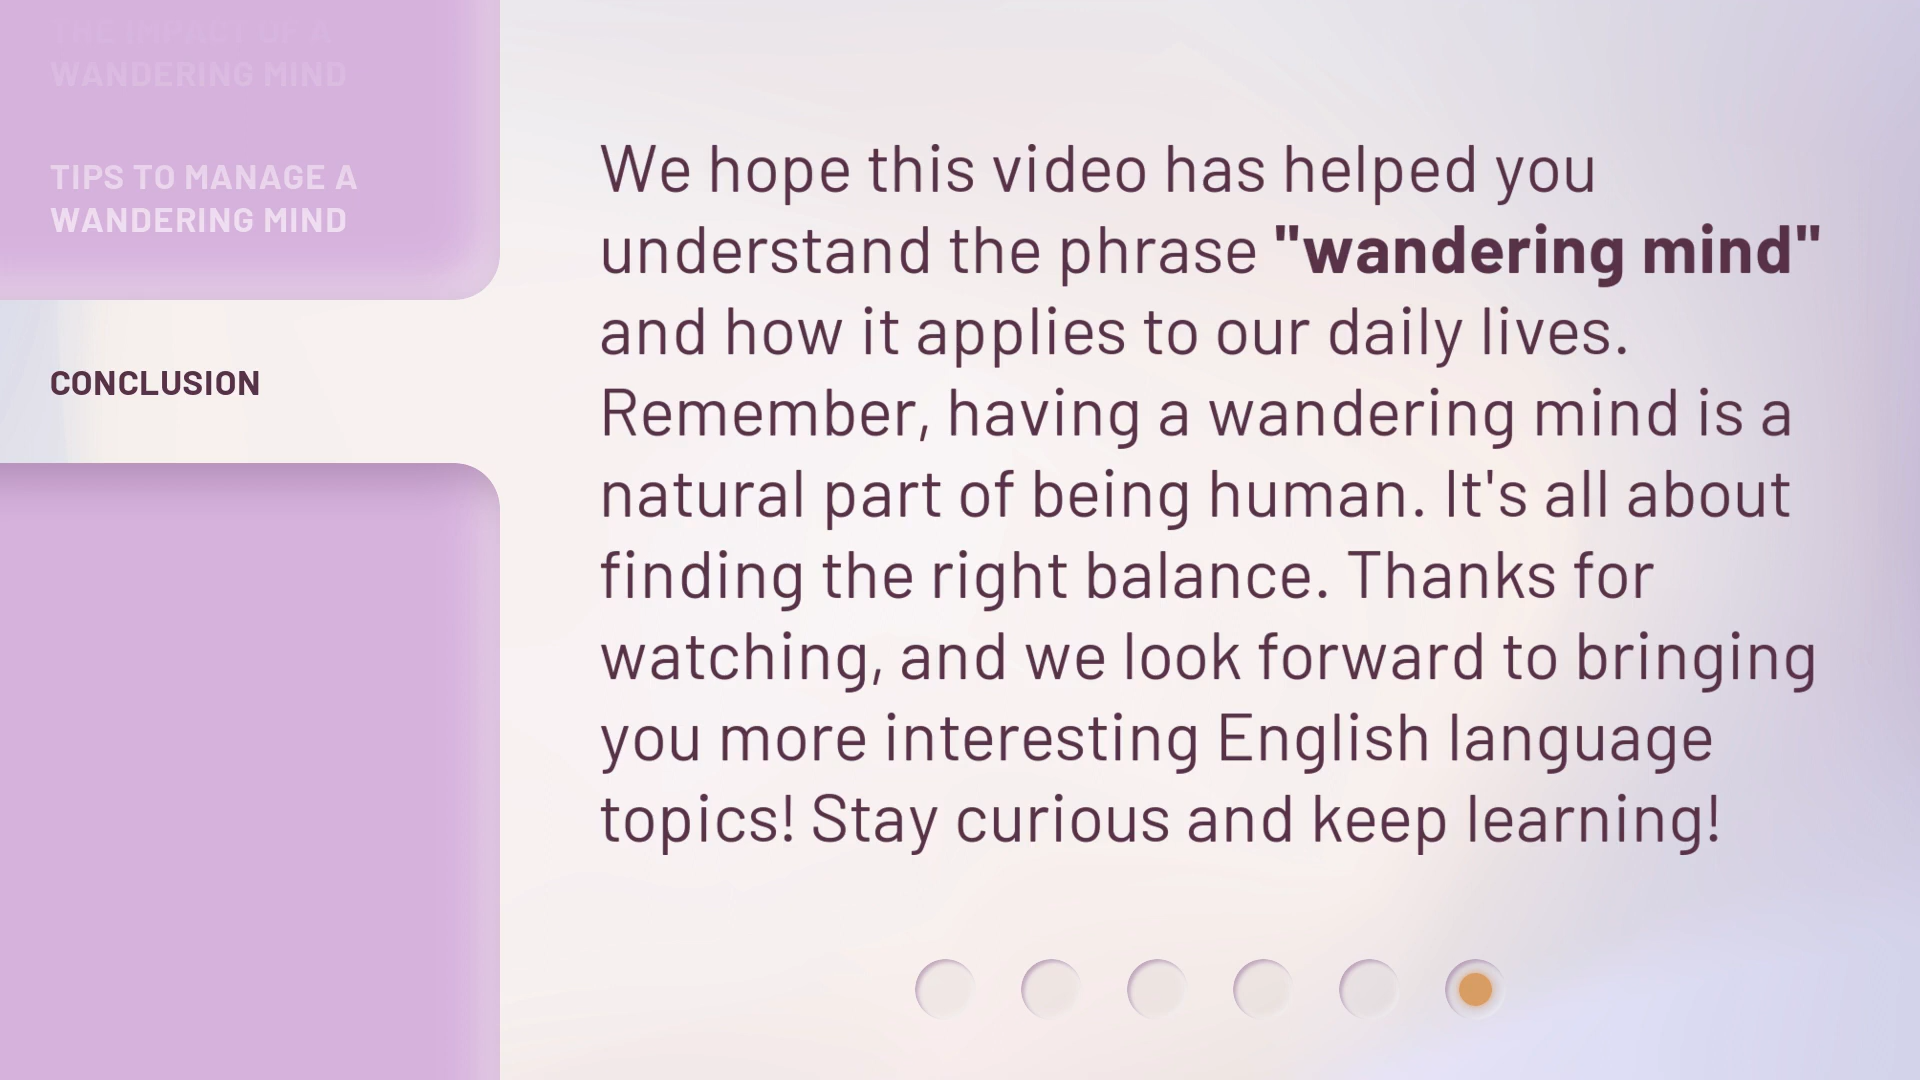 THE IMPACT OF A
WANDERING MIND
TIPS TO MANAGE A
WANDERING MIND
CONCLUSION
We hope this video has helped you
understand the phrase "wandering mind"
and how it applies to our daily lives.
Remember, having a wandering mind is a
natural part of being human. It's all about
finding the right balance. Thanks for
watching, and we look forward to bringing
you more interesting English language
topics! Stay curious and keep learning!